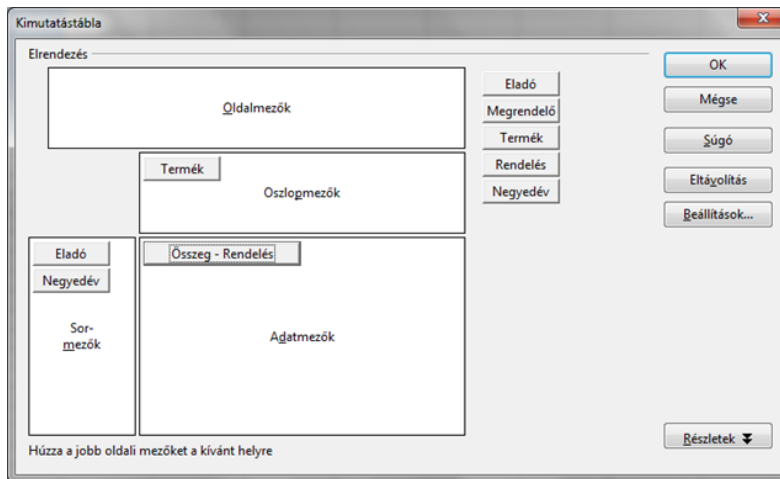 Kimutatástábla
Elrendezés
Oldalmezők
Termék
Oszlopmezők
Eladó
Negyedév
Sor-
mezők
Összeg - Rendelés
Adatmezők
Húzza a jobb oldali mezőket a kívánt helyre
Eladó
Megrendelő
Termék
Rendelés
Negyedév
OK
Mégse
Súgó
Eltávolítás
Beállítások...
Részletek